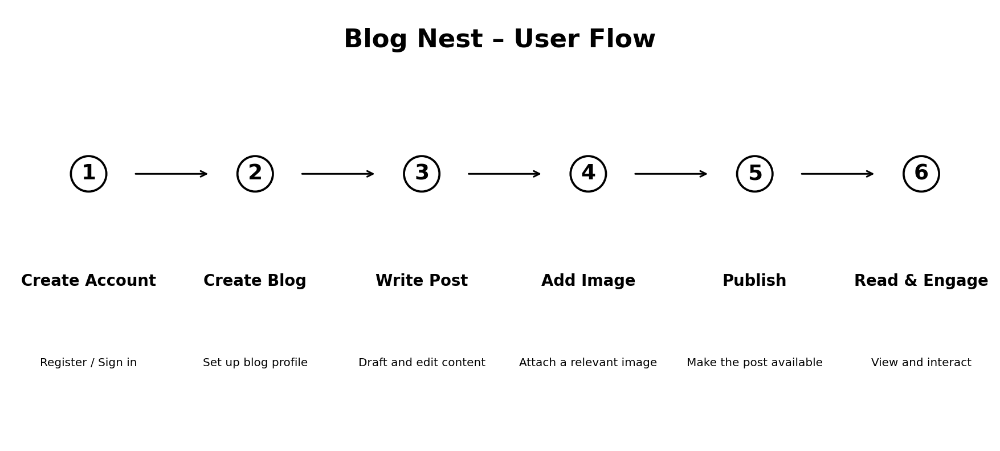 Blog Nest – User Flow
1
2
3
4
5
6
Create Account
Create Blog
Write Post
Add Image
Publish
Read & Engage
Register / Sign in
Set up blog profile
Draft and edit content
Attach a relevant image
Make the post available
View and interact